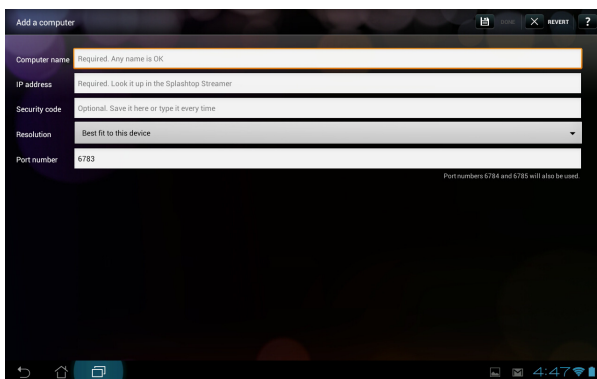 Add a computer DONE REVERT ?
Computer name Required. Any name is OK
IP address Required. Look it up in the Splashtop Streamer
Security code Optional. Save it here or type it every time
Resolution Best fit to this device
Port number 6783
Port numbers 6784 and 6785 will also be used.
4:47